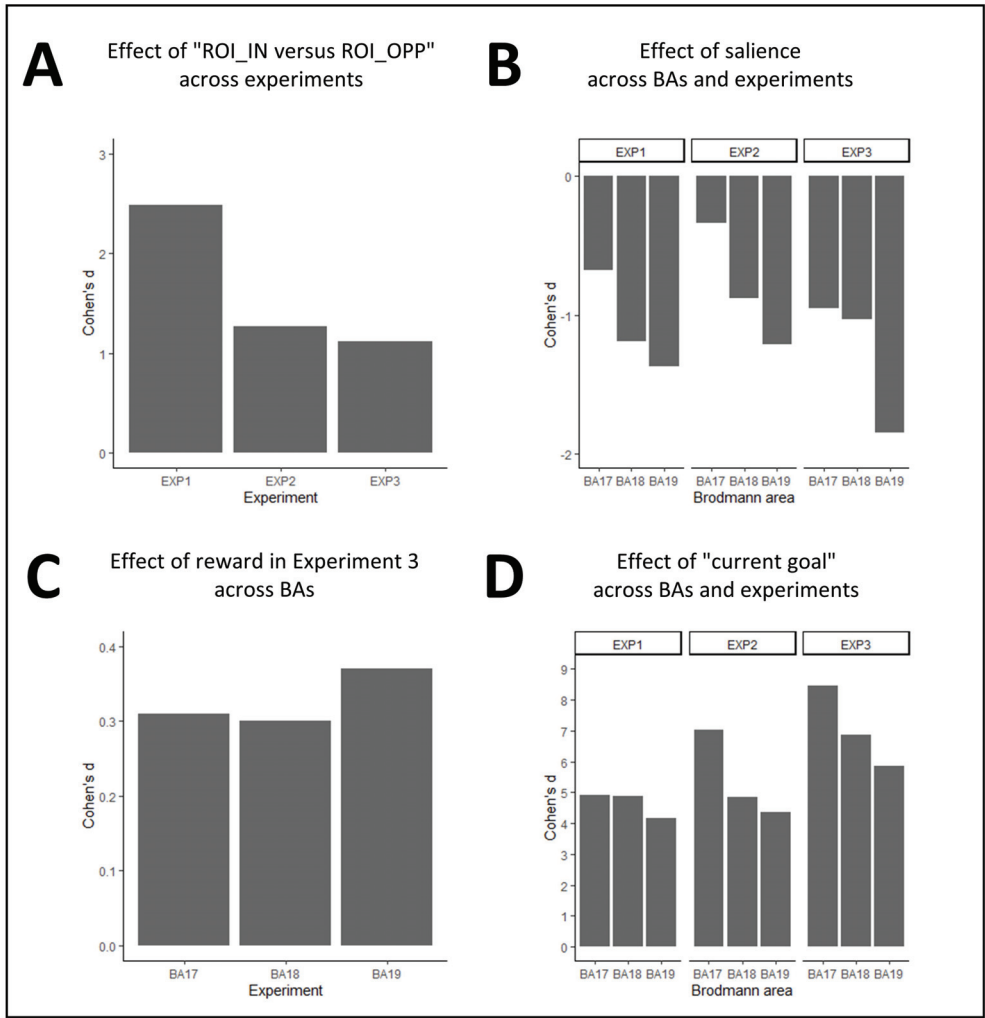 A
Effect of "ROI_IN versus ROI_OPP"
across experiments
3
2
1
0
Cohen's d
EXP1 EXP2 EXP3
Experiment
B
Effect of salience
across BAs and experiments
EXP1 EXP2 EXP3
0
-1
-2
Cohen's d
BA17 BA18 BA19 BA17 BA18 BA19 BA17 BA18 BA19
Brodmann area
C
Effect of reward in Experiment 3
across BAs
0.4
0.3
0.2
0.1
0.0
Cohen's d
BA17 BA18 BA19
Experiment
D
Effect of "current goal"
across BAs and experiments
EXP1 EXP2 EXP3
9
8
7
6
5
4
3
2
1
0
Cohen's d
BA17 BA18 BA19 BA17 BA18 BA19 BA17 BA18 BA19
Brodmann area